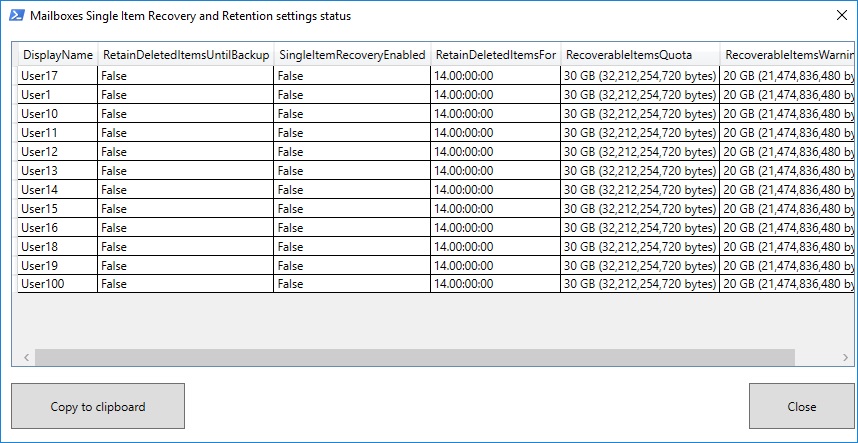 Mailboxes Single Item Recovery and Retention settings status
DisplayName RetainDeletedItemsUntilBackup SingleItemRecoveryEnabled RetainDeletedItemsFor RecoverableItemsQuota RecoverableItemsWarnin
User17 False False 14.00:00:00 30 GB (32,212,254,720 bytes) 20 GB (21,474,836,480 by
User1 False False 14.00:00:00 30 GB (32,212,254,720 bytes) 20 GB (21,474,836,480 by
User10 False False 14.00:00:00 30 GB (32,212,254,720 bytes) 20 GB (21,474,836,480 by
User11 False False 14.00:00:00 30 GB (32,212,254,720 bytes) 20 GB (21,474,836,480 by
User12 False False 14.00:00:00 30 GB (32,212,254,720 bytes) 20 GB (21,474,836,480 by
User13 False False 14.00:00:00 30 GB (32,212,254,720 bytes) 20 GB (21,474,836,480 by
User14 False False 14.00:00:00 30 GB (32,212,254,720 bytes) 20 GB (21,474,836,480 by
User15 False False 14.00:00:00 30 GB (32,212,254,720 bytes) 20 GB (21,474,836,480 by
User16 False False 14.00:00:00 30 GB (32,212,254,720 bytes) 20 GB (21,474,836,480 by
User18 False False 14.00:00:00 30 GB (32,212,254,720 bytes) 20 GB (21,474,836,480 by
User19 False False 14.00:00:00 30 GB (32,212,254,720 bytes) 20 GB (21,474,836,480 by
User100 False False 14.00:00:00 30 GB (32,212,254,720 bytes) 20 GB (21,474,836,480 by
Copy to clipboard Close